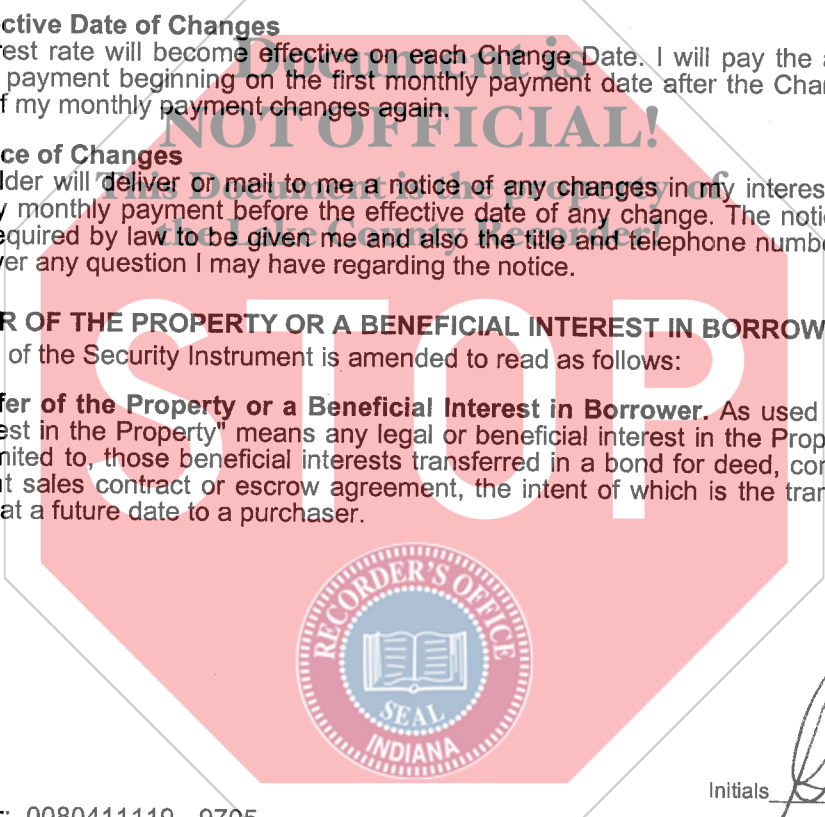 ctive Date of Changes
rest rate will become effective on each Change Date. I will pay the
payment beginning on the first monthly payment date after the Char
f my monthly payment changes again.
ce of Changes
lder will deliver or mail to me a notice of any changes in my interes
y monthly payment before the effective date of any change. The notic
equired by law to be given me and also the title and telephone numbe
er any question I may have regarding the notice.
R OF THE PROPERTY OR A BENEFICIAL INTEREST IN BORROW
of the Security Instrument is amended to read as follows:
fer of the Property or a Beneficial Interest in Borrower. As used
est in the Property" means any legal or beneficial interest in the Prop
nited to, those beneficial interests transferred in a bond for deed, con
t sales contract or escrow agreement, the intent of which is the tran
at a future date to a purchaser.
Document is
NOT OFFICIAL!
This Document is the property of
the Lake County Recorder!
STOP
RECORDER'S OFFICE
SEAL
INDIANA
Initials
0080411119 - 9705